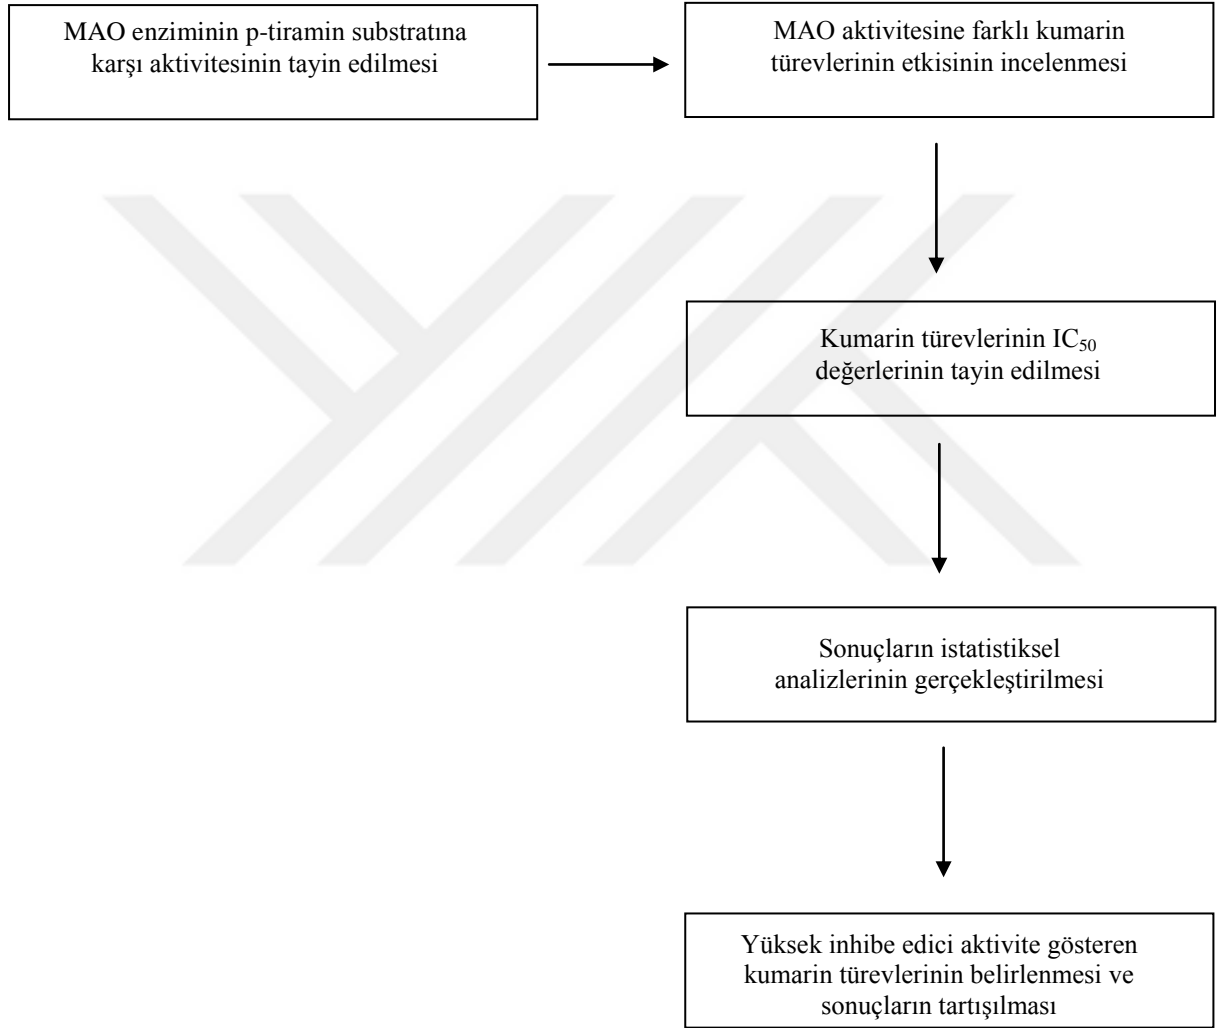 MAO enziminin p-tiramin substratına
karşı aktivitesinin tayin edilmesi
MAO aktivitesine farklı kumarin
türevlerinin etkisinin incelenmesi
Kumarin türevlerinin IC₅₀
değerlerinin tayin edilmesi
Sonuçların istatistiksel
analizlerinin gerçekleştirilmesi
Yüksek inhibe edici aktivite gösteren
kumarin türevlerinin belirlenmesi ve
sonuçların tartışılması